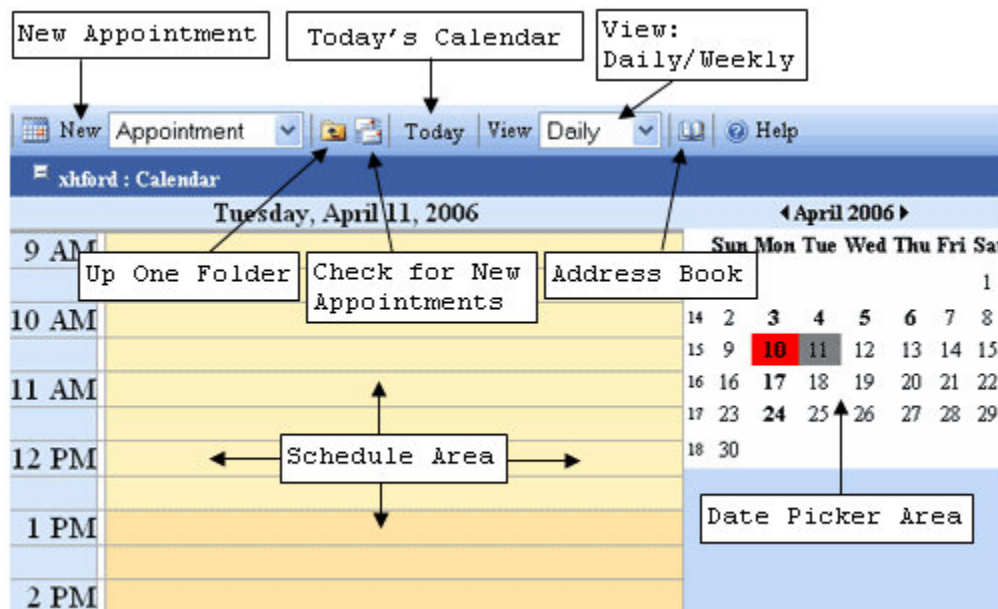 New Appointment
Today's Calendar
View:
Daily/Weekly
New Appointment Today View Daily Help
xhford : Calendar
Tuesday, April 11, 2006
April 2006
Sun Mon Tue Wed Thu Fri Sat
9 AM
Up One Folder
Check for New
Appointments
Address Book
1
10 AM
14 2 3 4 5 6 7 8
15 9 10 11 12 13 14 15
11 AM
16 16 17 18 19 20 21 22
17 23 24 25 26 27 28 29
12 PM
Schedule Area
18 30
1 PM
Date Picker Area
2 PM